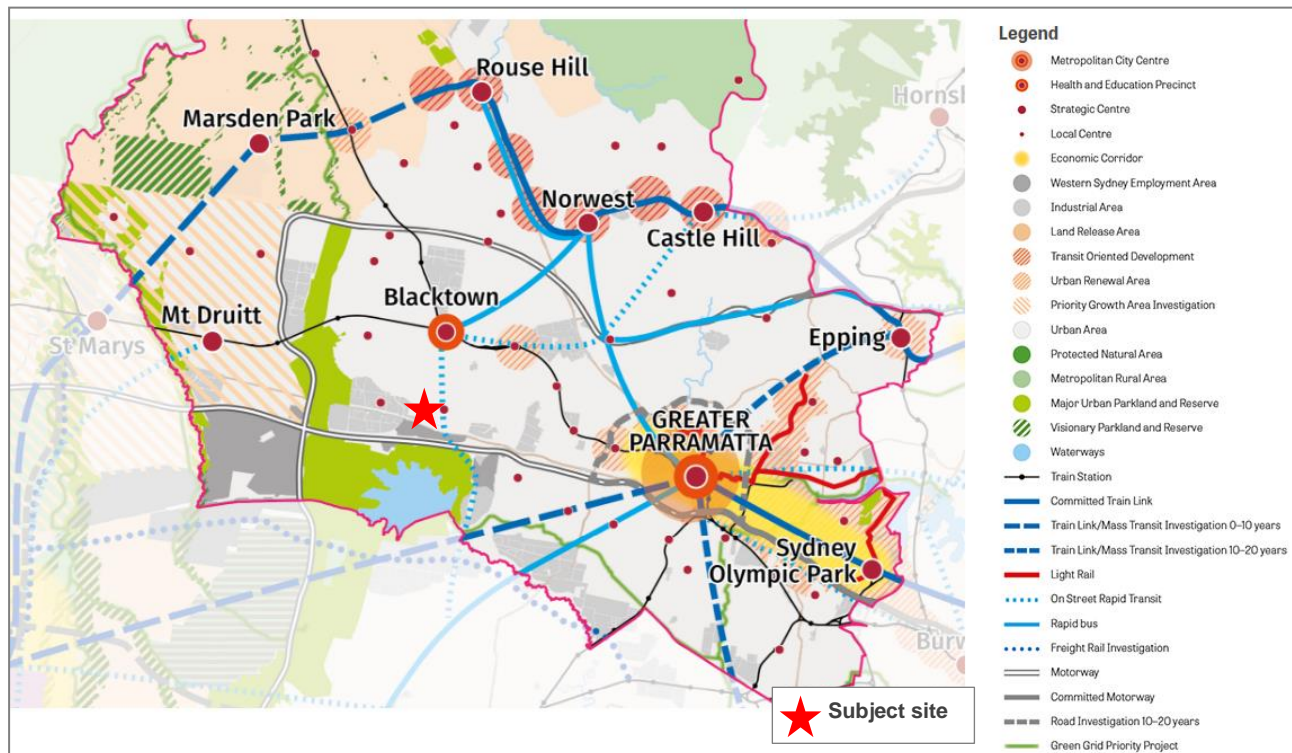 Rouse Hill
Marsden Park
Hornsb
Norwest
Castle Hill
Blacktown
Mt Druitt
St Marys
Epping
GREATER
PARRAMATTA
Sydney
Olympic Park
Burw
Subject site
Legend
Metropolitan City Centre
Health and Education Precinct
Strategic Centre
Local Centre
Economic Corridor
Western Sydney Employment Area
Industrial Area
Land Release Area
Transit Oriented Development
Urban Renewal Area
Priority Growth Area Investigation
Urban Area
Protected Natural Area
Metropolitan Rural Area
Major Urban Parkland and Reserve
Visionary Parkland and Reserve
Waterways
Train Station
Committed Train Link
Train Link/Mass Transit Investigation 0–10 years
Train Link/Mass Transit Investigation 10–20 years
Light Rail
On Street Rapid Transit
Rapid bus
Freight Rail Investigation
Motorway
Committed Motorway
Road Investigation 10–20 years
Green Grid Priority Project